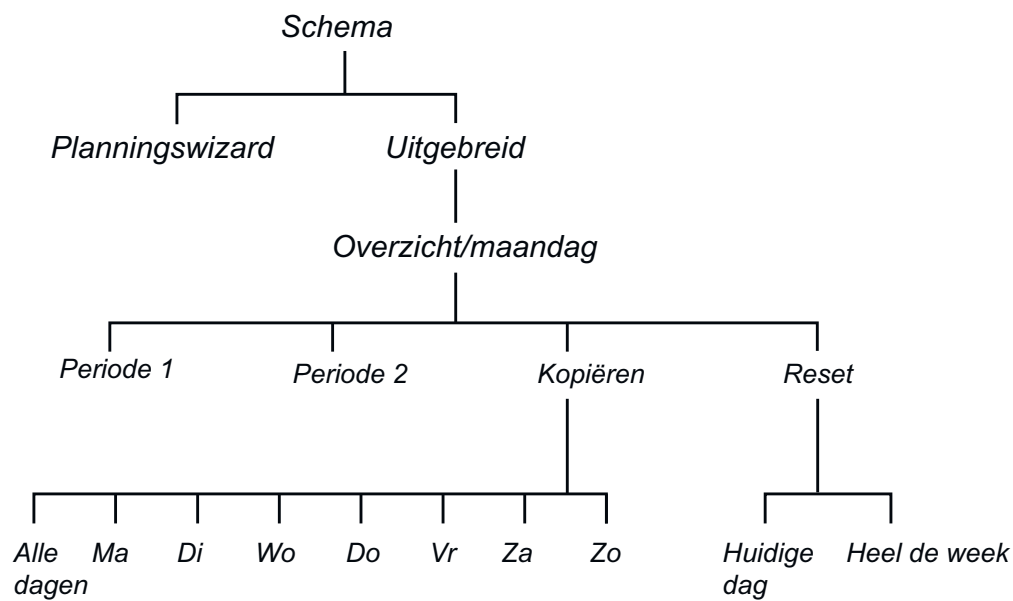 Schema
Planningswizard
Uitgebreid
Overzicht/maandag
Periode 1
Periode 2
Kopiëren
Reset
Alle
dagen
Ma
Di
Wo
Do
Vr
Za
Zo
Huidige
dag
Heel de week